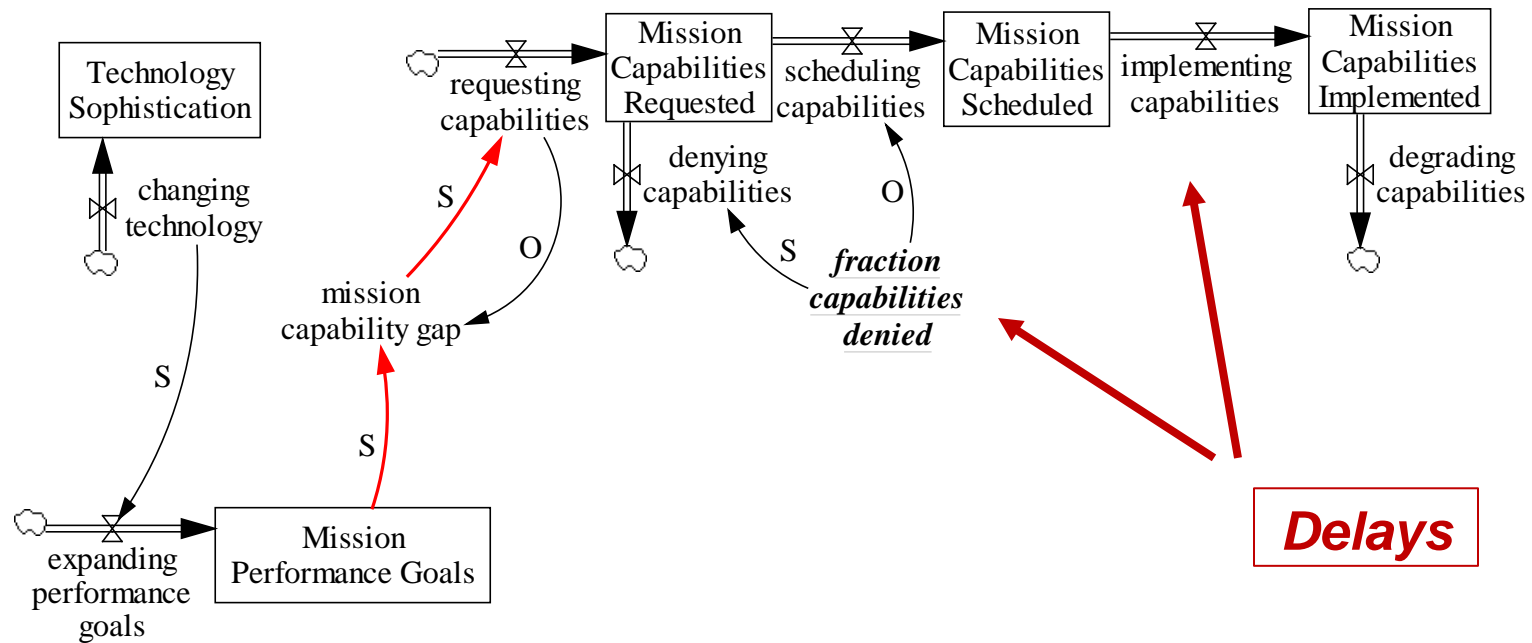 Technology
Sophistication
changing
technology
S
expanding
performance
goals
Mission
Performance Goals
S
mission
capability gap
S
O
requesting
capabilities
Mission
Capabilities
Requested
denying
capabilities
S
scheduling
capabilities
O
fraction
capabilities
denied
Mission
Capabilities
Scheduled
implementing
capabilities
Mission
Capabilities
Implemented
degrading
capabilities
Delays